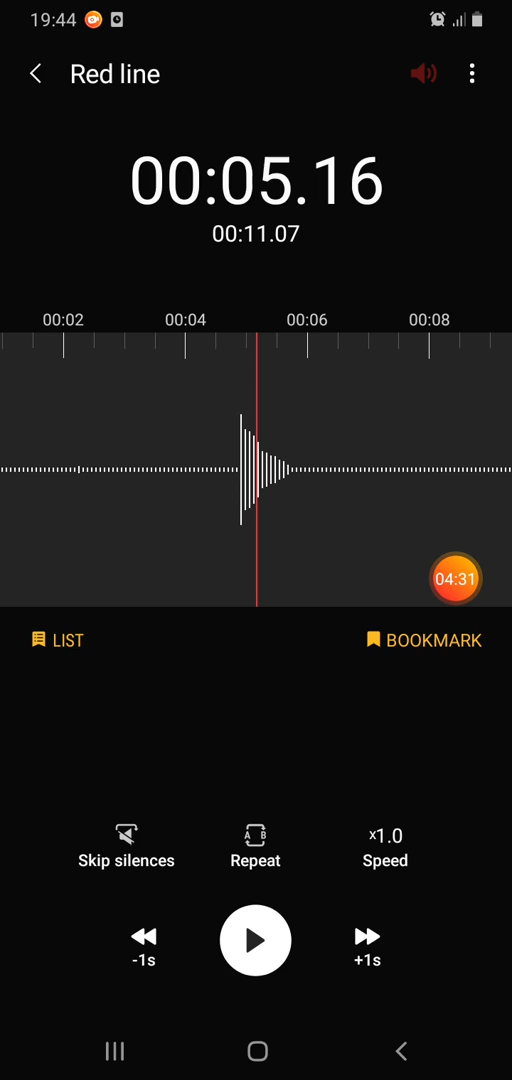 19:44
Red line
00:05.16
00:11.07
00:02 00:04 00:06 00:08
04:31
LIST BOOKMARK
A B x1.0
Skip silences Repeat Speed
-1s +1s